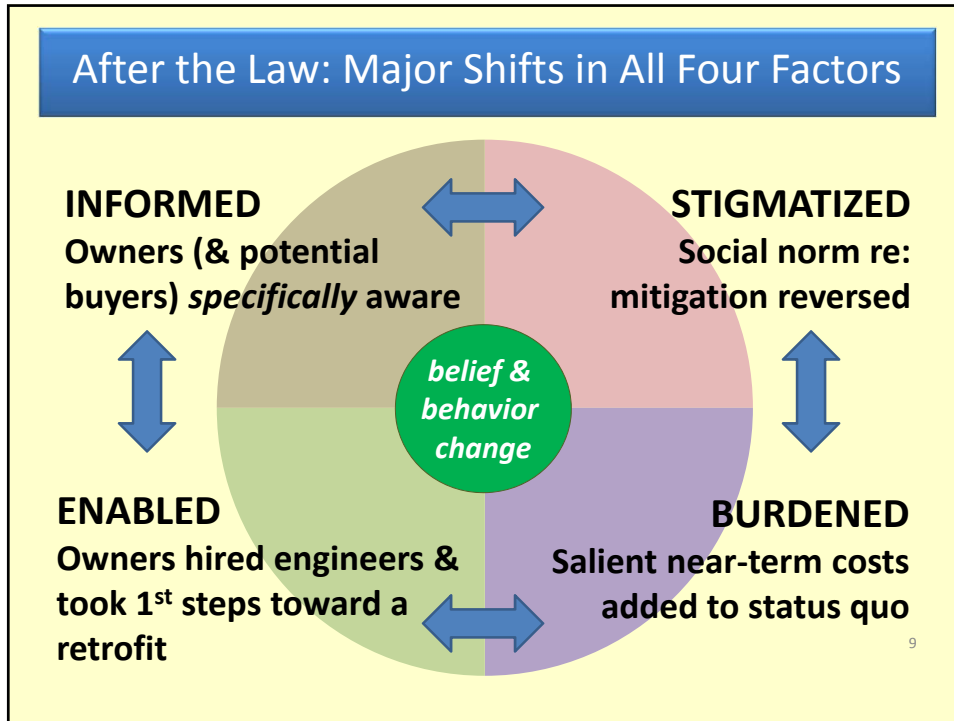 After the Law: Major Shifts in All Four Factors
INFORMED
Owners (& potential
buyers) specifically aware
STIGMATIZED
Social norm re:
mitigation reversed
belief &
behavior
change
ENABLED
Owners hired engineers &
took 1st steps toward a
retrofit
BURDENED
Salient near-term costs
added to status quo
9